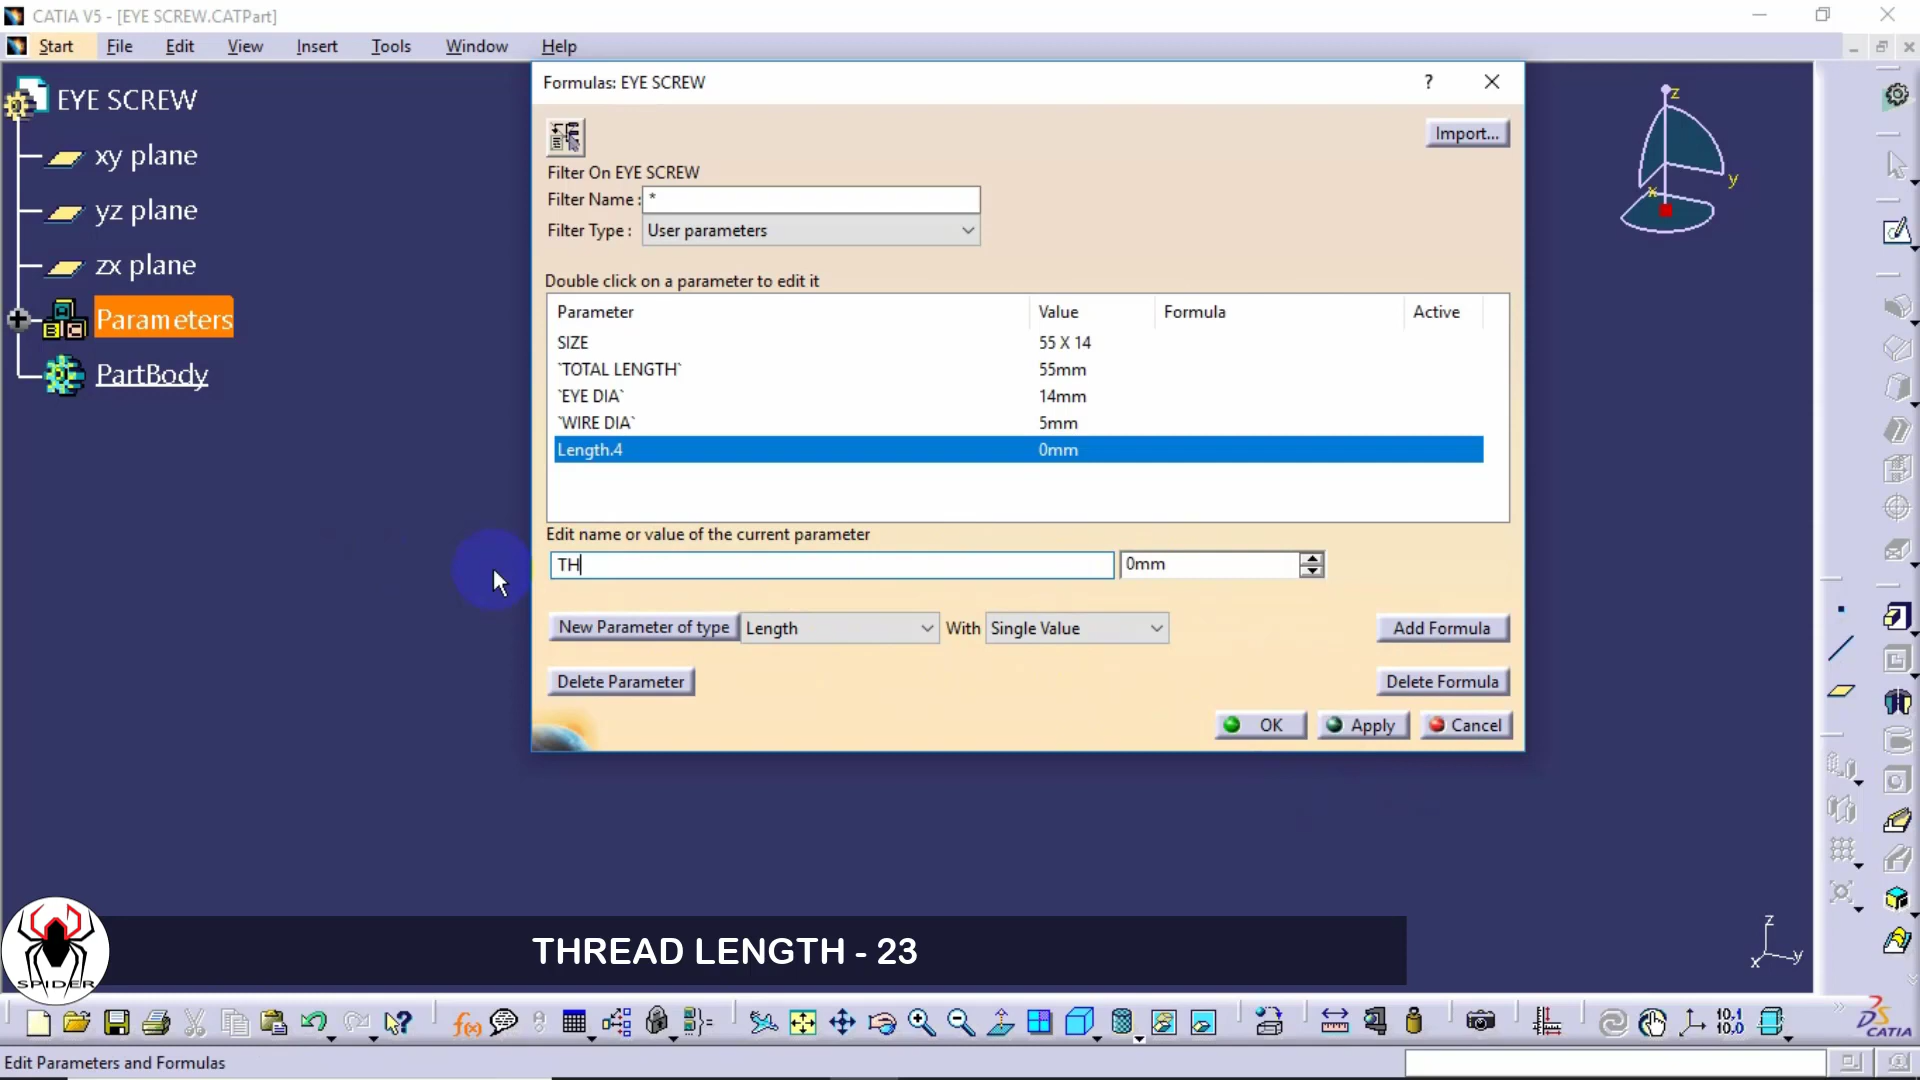 CATIA V5 - [EYE SCREW.CATPart]
Start File Edit View Insert Tools Window Help
EYE SCREW
xy plane
yz plane
zx plane
Parameters
PartBody
Formulas: EYE SCREW
?
Import...
Filter On EYE SCREW
Filter Name : *
Filter Type : User parameters
Double click on a parameter to edit it
Parameter Value Formula Active
SIZE 55 X 14
`TOTAL LENGTH` 55mm
`EYE DIA` 14mm
`WIRE DIA` 5mm
Length.4 0mm
Edit name or value of the current parameter
TH 0mm
New Parameter of type Length With Single Value Add Formula
Delete Parameter Delete Formula
OK Apply Cancel
z
y
x
z
y
x
THREAD LENGTH - 23
SPIDER
f(x)
10,1
10,0
CATIA
Edit Parameters and Formulas